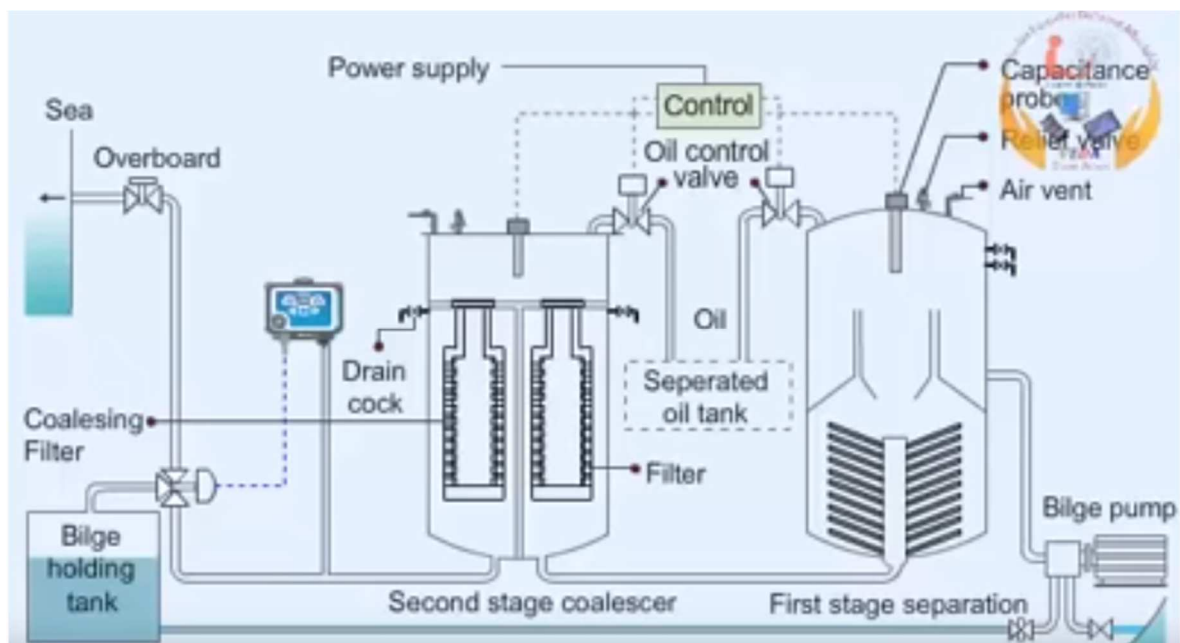 Power supply
Control
Capacitance
probe
Sea
Overboard
Oil control
valve
Relief valve
Air vent
Oil
Drain
cock
Seperated
oil tank
Coalesing
Filter
Filter
Bilge pump
Bilge
holding
tank
Second stage coalescer
First stage separation